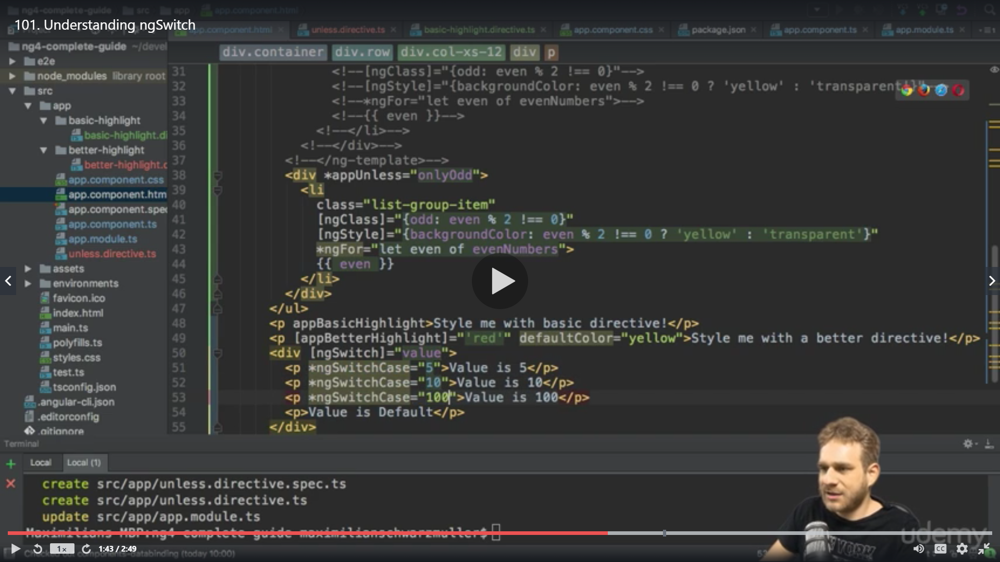 ng4-complete-guide src app app.component.html
101. Understanding ngSwitch
app.component.html unless.directive.ts basic-highlight.directive.ts app.component.css package.json app.component.ts app.module.ts
ng4-complete-guide ~/devel
div.container div.row div.col-xs-12 div p
e2e
node_modules library root
src
app
basic-highlight
basic-highlight.di
better-highlight
better-highlight.c
app.component.css
app.component.htm
app.component.spec
app.component.ts
app.module.ts
unless.directive.ts
assets
environments
favicon.ico
index.html
main.ts
polyfills.ts
styles.css
test.ts
tsconfig.json
.angular-cli.json
.editorconfig
.gitignore
31 <!--[ngClass]="{odd: even % 2 !== 0}"-->
32 <!--[ngStyle]="{backgroundColor: even % 2 !== 0 ? 'yellow' : 'transparent'}"-->
33 <!--*ngFor="let even of evenNumbers">-->
34 <!--{{ even }}-->
35 <!--</li>-->
36 <!--</div>-->
37 <!--</ng-template>-->
38 <div *appUnless="onlyOdd">
39 <li
40 class="list-group-item"
41 [ngClass]="{odd: even % 2 !== 0}"
42 [ngStyle]="{backgroundColor: even % 2 !== 0 ? 'yellow' : 'transparent'}"
43 *ngFor="let even of evenNumbers">
44 {{ even }}
45 </li>
46 </div>
47 </ul>
48 <p appBasicHighlight>Style me with basic directive!</p>
49 <p [appBetterHighlight]="'red'" defaultColor="yellow">Style me with a better directive!</p>
50 <div [ngSwitch]="value">
51 <p *ngSwitchCase="5">Value is 5</p>
52 <p *ngSwitchCase="10">Value is 10</p>
53 <p *ngSwitchCase="100">Value is 100</p>
54 <p>Value is Default</p>
55 </div>
Terminal
Local Local (1)
create src/app/unless.directive.spec.ts
create src/app/unless.directive.ts
update src/app/app.module.ts
Maximilians-MBP:ng4-complete-guide maximilianschwarzmuller$
udemy
1x 1:43 / 2:49 CC
Checked out components-databinding (today 10:00)
YORK